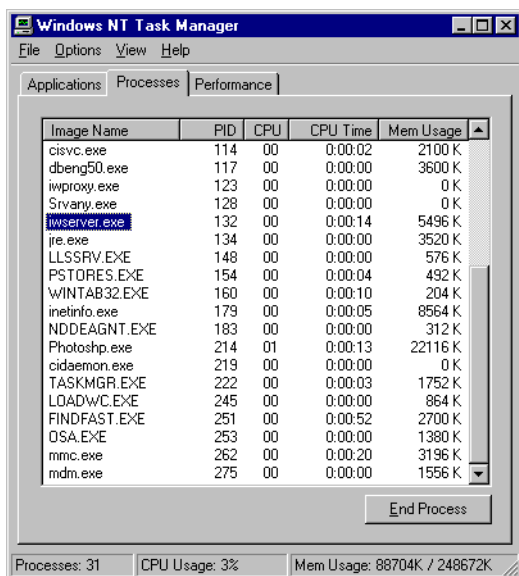 Windows NT Task Manager
File Options View Help
Applications Processes Performance
Image Name PID CPU CPU Time Mem Usage
cisvc.exe 114 00 0:00:02 2100 K
dbeng50.exe 117 00 0:00:00 3600 K
iwproxy.exe 123 00 0:00:00 0 K
Srvany.exe 128 00 0:00:00 0 K
iwserver.exe 132 00 0:00:14 5496 K
jre.exe 134 00 0:00:00 3520 K
LLSSRV.EXE 148 00 0:00:00 576 K
PSTORES.EXE 154 00 0:00:04 492 K
WINTAB32.EXE 160 00 0:00:10 204 K
inetinfo.exe 179 00 0:00:05 8564 K
NDDEAGNT.EXE 183 00 0:00:00 312 K
Photoshp.exe 214 01 0:00:13 22116 K
cidaemon.exe 219 00 0:00:00 0 K
TASKMGR.EXE 222 00 0:00:03 1752 K
LOADWC.EXE 245 00 0:00:00 864 K
FINDFAST.EXE 251 00 0:00:52 2700 K
OSA.EXE 253 00 0:00:00 1380 K
mmc.exe 262 00 0:00:20 3196 K
mdm.exe 275 00 0:00:00 1556 K
End Process
Processes: 31 CPU Usage: 3% Mem Usage: 88704K / 248672K